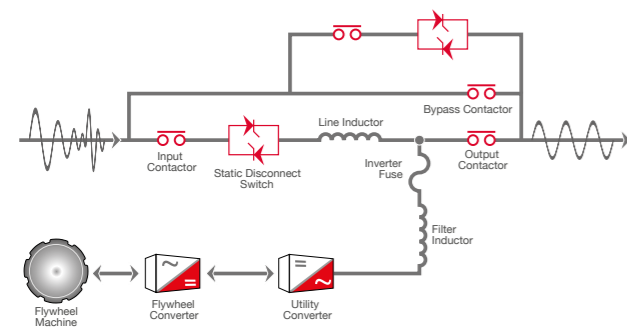 Bypass Contactor
Line Inductor
Input
Contactor
Static Disconnect
Switch
Inverter
Fuse
Output
Contactor
Filter
Inductor
Flywheel
Machine
Flywheel
Converter
Utility
Converter